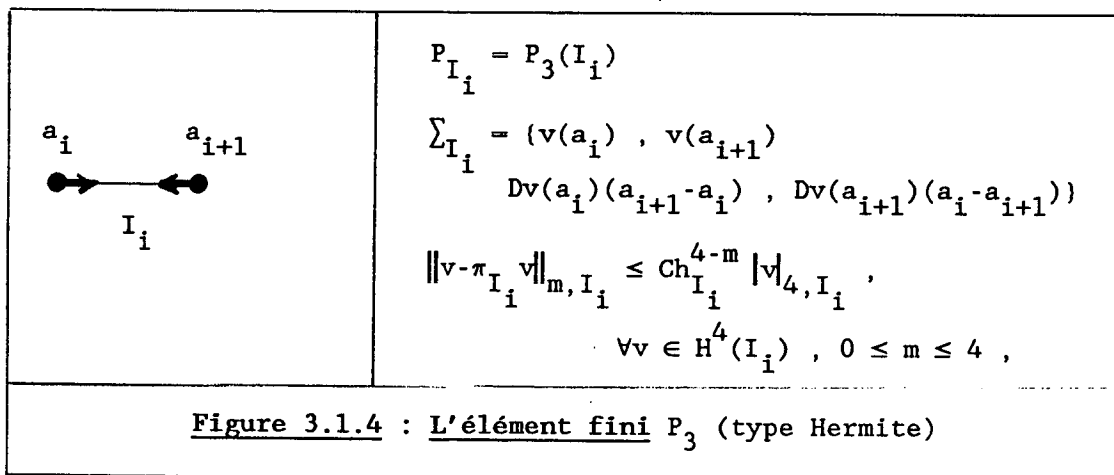 a_i a_{i+1}
I_i
P_{I_i} = P_3(I_i)
∑_{I_i} = {v(a_i) , v(a_{i+1})
Dv(a_i)(a_{i+1}-a_i) , Dv(a_{i+1})(a_i-a_{i+1})}
‖v-π_{I_i}v‖_{m,I_i} ≤ Ch_{I_i}^{4-m} |v|_{4,I_i} ,
∀v ∈ H^4(I_i) , 0 ≤ m ≤ 4 ,
Figure 3.1.4 : L'élément fini P_3 (type Hermite)